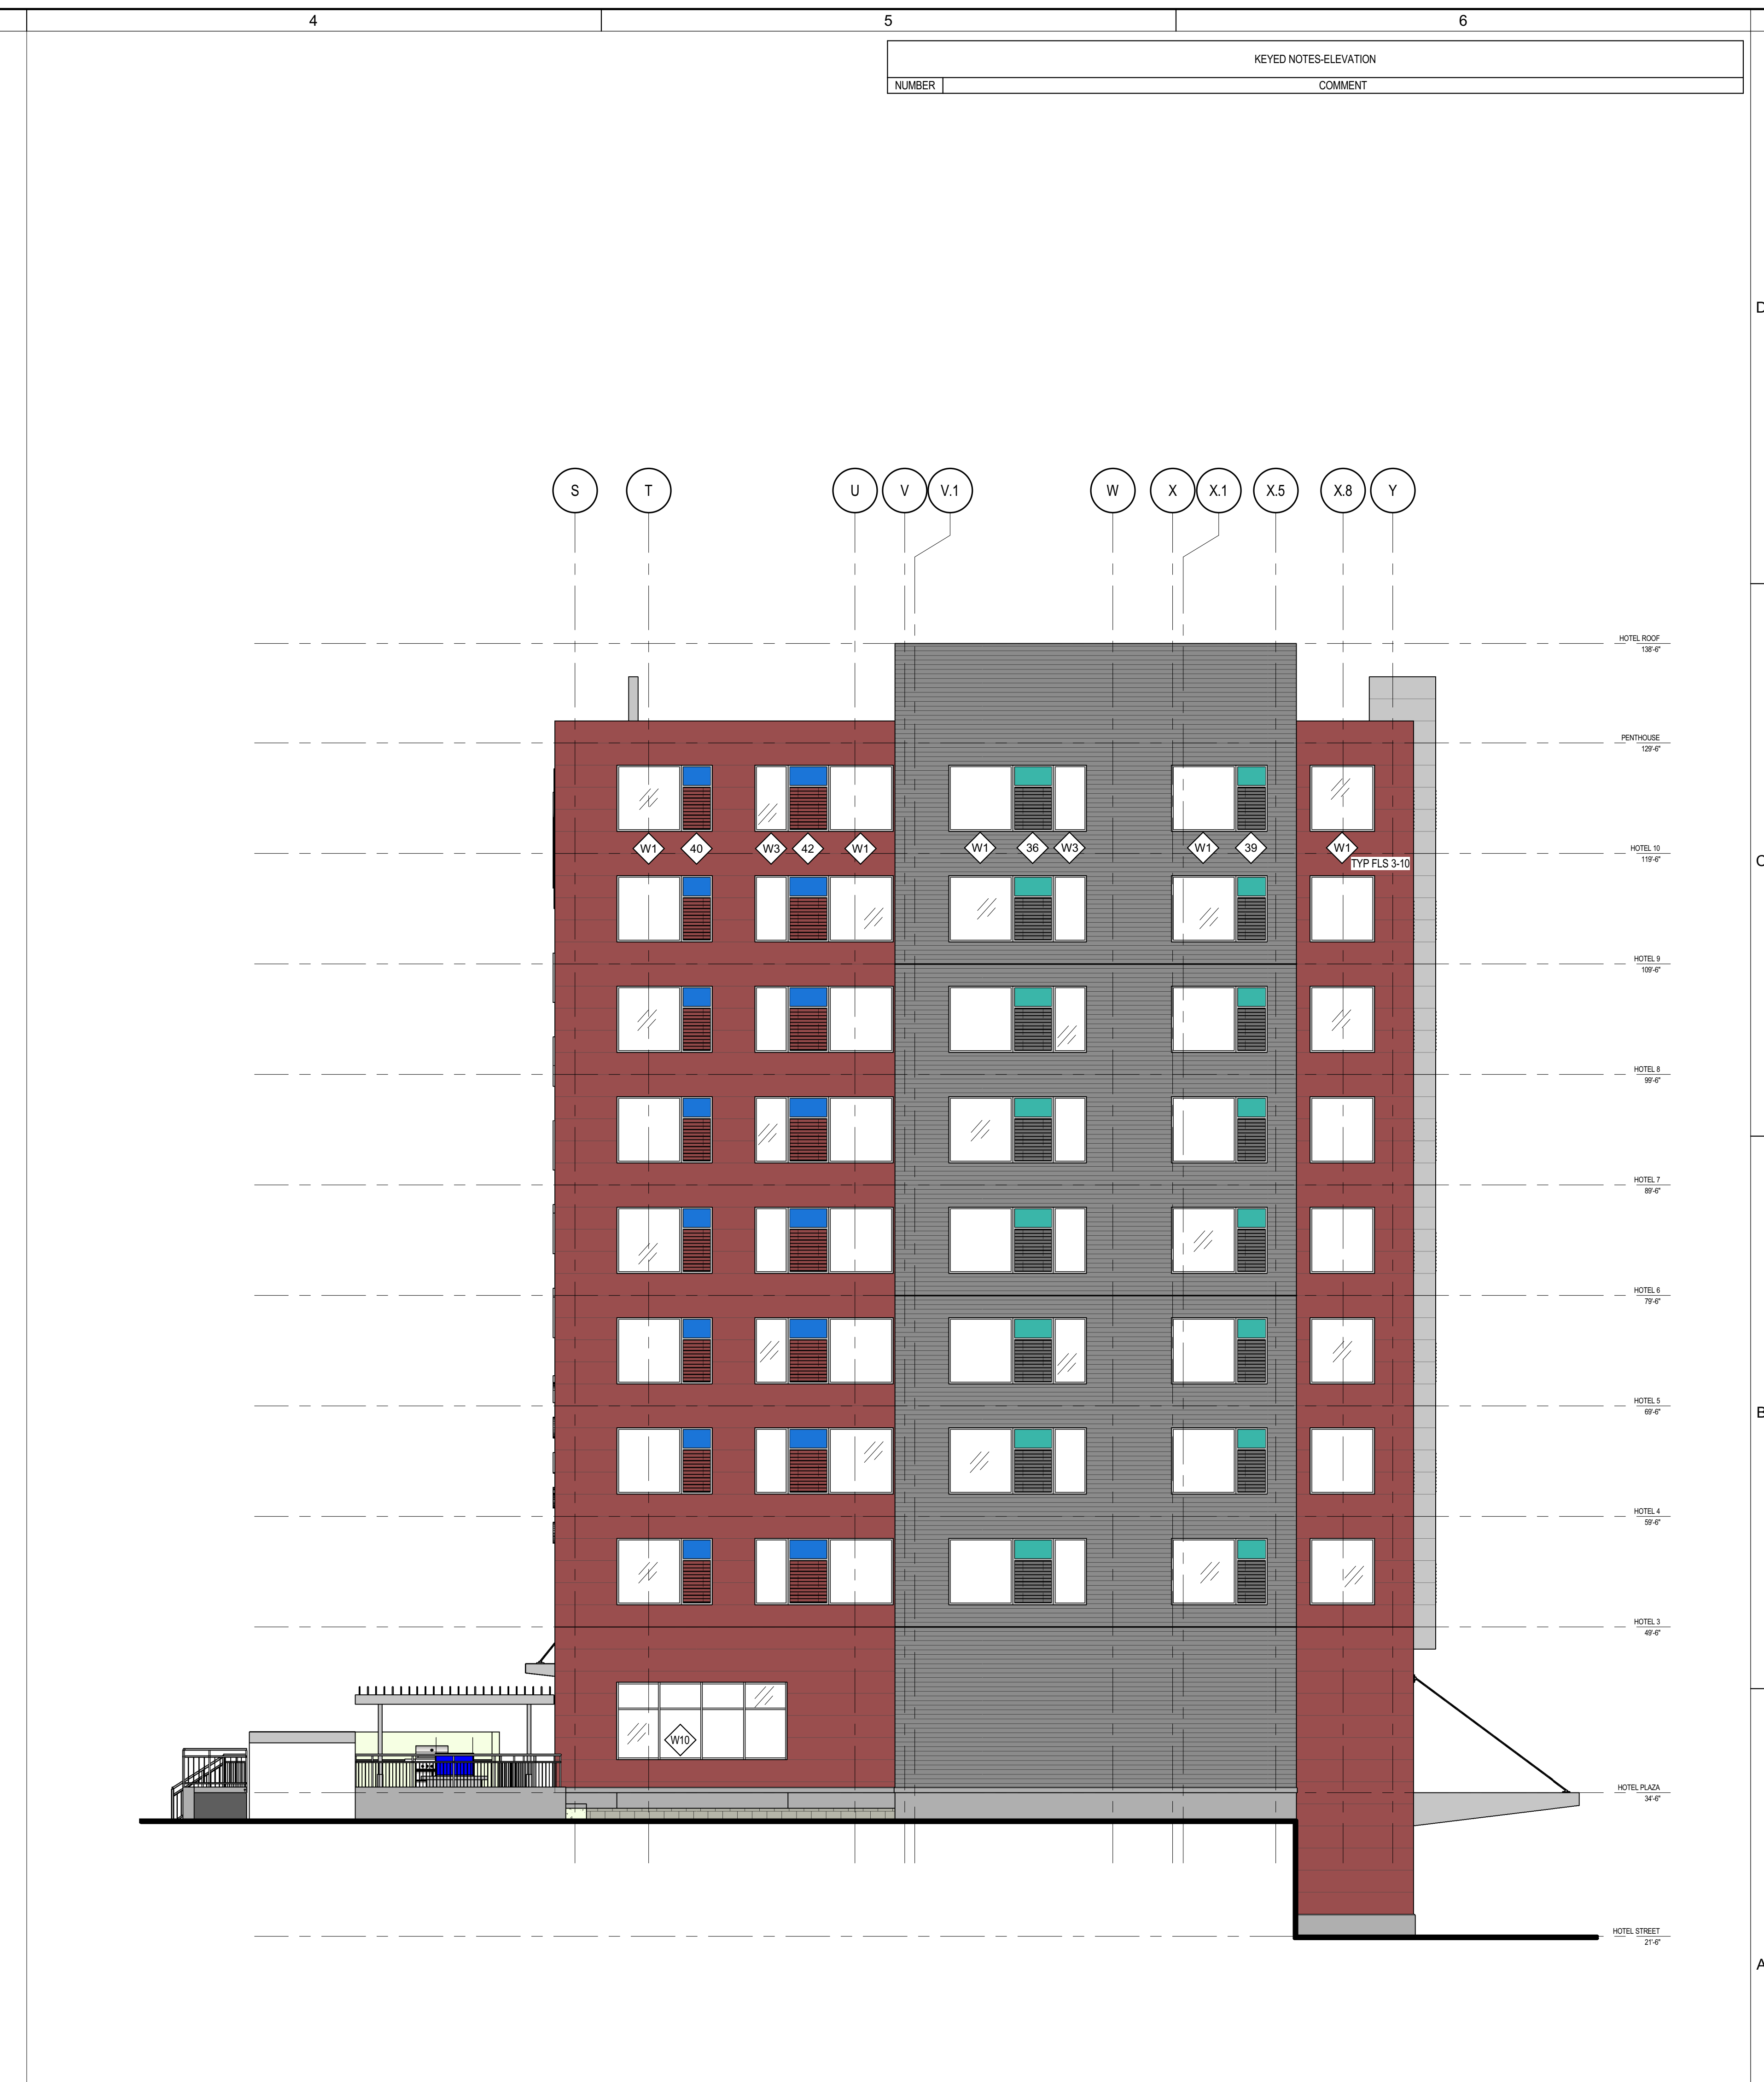 4 5 6
KEYED NOTES-ELEVATION
NUMBER COMMENT
D
S T U V V.1 W X X.1 X.5 X.8 Y
HOTEL ROOF
138'-6"
PENTHOUSE
129'-6"
W1 40 W3 42 W1 W1 36 W3 W1 39 W1
TYP FLS 3-10
HOTEL 10
119'-6"
C
HOTEL 9
109'-6"
HOTEL 8
99'-6"
HOTEL 7
89'-6"
HOTEL 6
79'-6"
HOTEL 5
69'-6"
B
HOTEL 4
59'-6"
HOTEL 3
49'-6"
W10
HOTEL PLAZA
34'-6"
HOTEL STREET
21'-6"
A